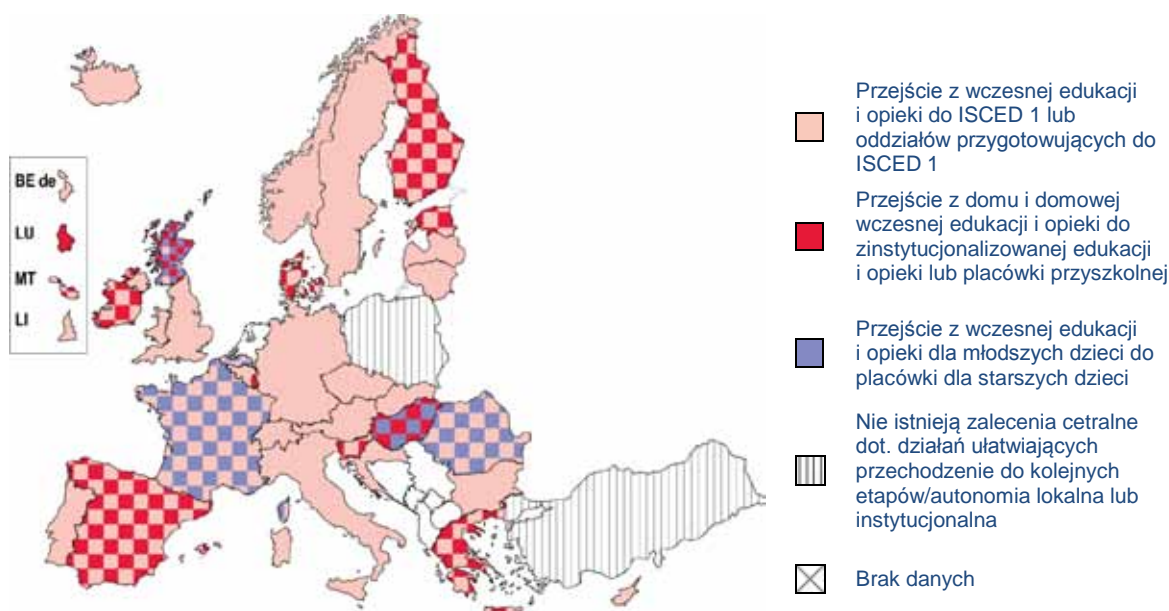 BE de
LU
MT
LI
Przejście z wczesnej edukacji
i opieki do ISCED 1 lub
oddziałów przygotowujących do
ISCED 1
Przejście z domu i domowej
wczesnej edukacji i opieki do
zinstytucjonalizowanej edukacji
i opieki lub placówki przyszkolnej
Przejście z wczesnej edukacji
i opieki dla młodszych dzieci do
placówki dla starszych dzieci
Nie istnieją zalecenia cetralne
dot. działań ułatwiających
przechodzenie do kolejnych
etapów/autonomia lokalna lub
instytucjonalna
Brak danych